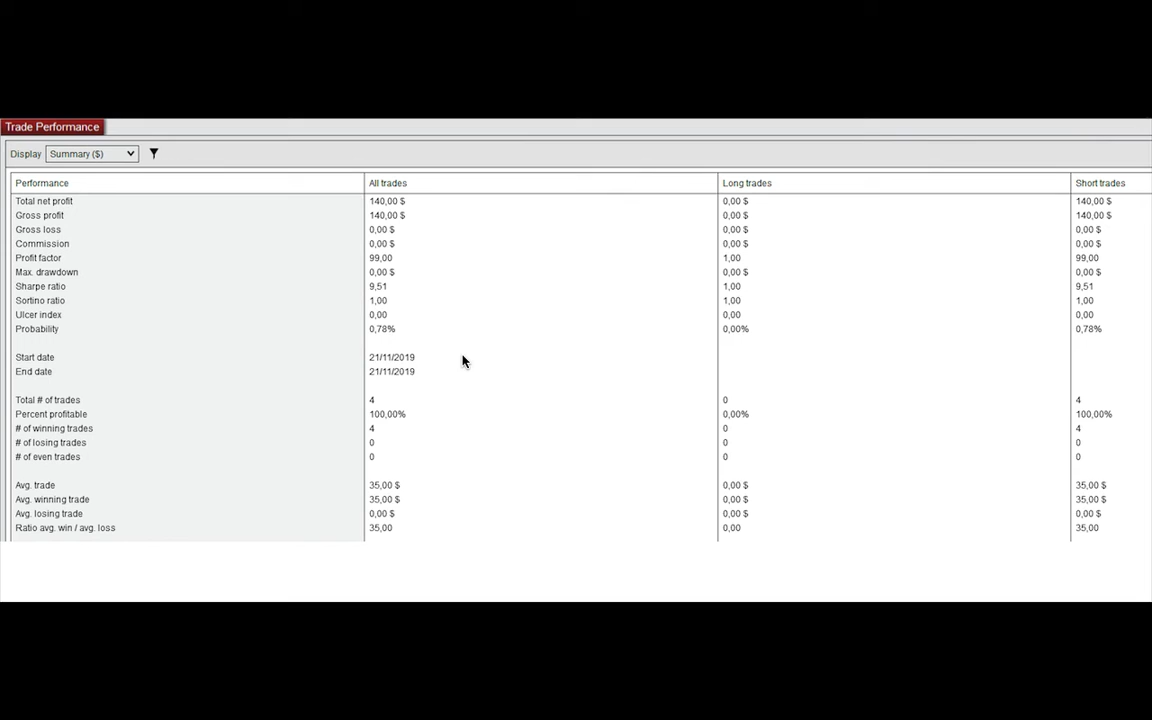 Trade Performance
Display Summary ($)
Performance All trades Long trades Short trades
Total net profit 140,00 $ 0,00 $ 140,00 $
Gross profit 140,00 $ 0,00 $ 140,00 $
Gross loss 0,00 $ 0,00 $ 0,00 $
Commission 0,00 $ 0,00 $ 0,00 $
Profit factor 99,00 1,00 99,00
Max. drawdown 0,00 $ 0,00 $ 0,00 $
Sharpe ratio 9,51 1,00 9,51
Sortino ratio 1,00 1,00 1,00
Ulcer index 0,00 0,00 0,00
Probability 0,78% 0,00% 0,78%
Start date 21/11/2019
End date 21/11/2019
Total # of trades 4 0 4
Percent profitable 100,00% 0,00% 100,00%
# of winning trades 4 0 4
# of losing trades 0 0 0
# of even trades 0 0 0
Avg. trade 35,00 $ 0,00 $ 35,00 $
Avg. winning trade 35,00 $ 0,00 $ 35,00 $
Avg. losing trade 0,00 $ 0,00 $ 0,00 $
Ratio avg. win / avg. loss 35,00 0,00 35,00